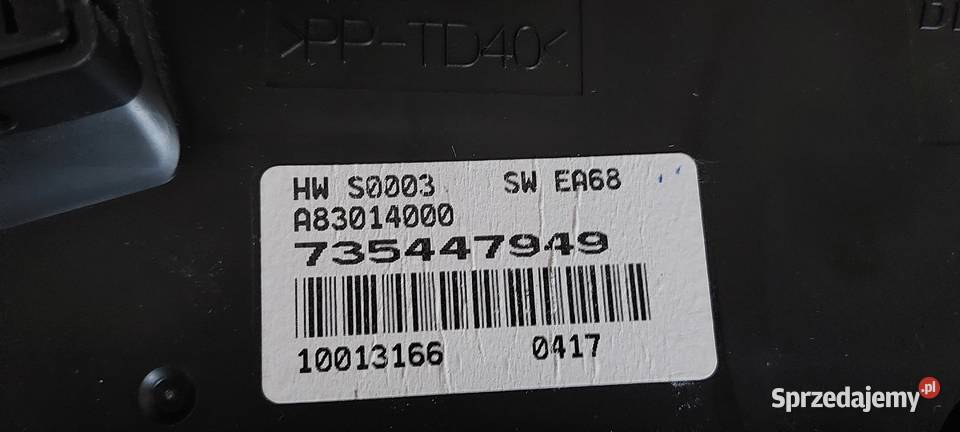 >PP-TD40<
HW S0003 SW EA68
A83014000
735447949
10013166 0417
Sprzedajemy.pl